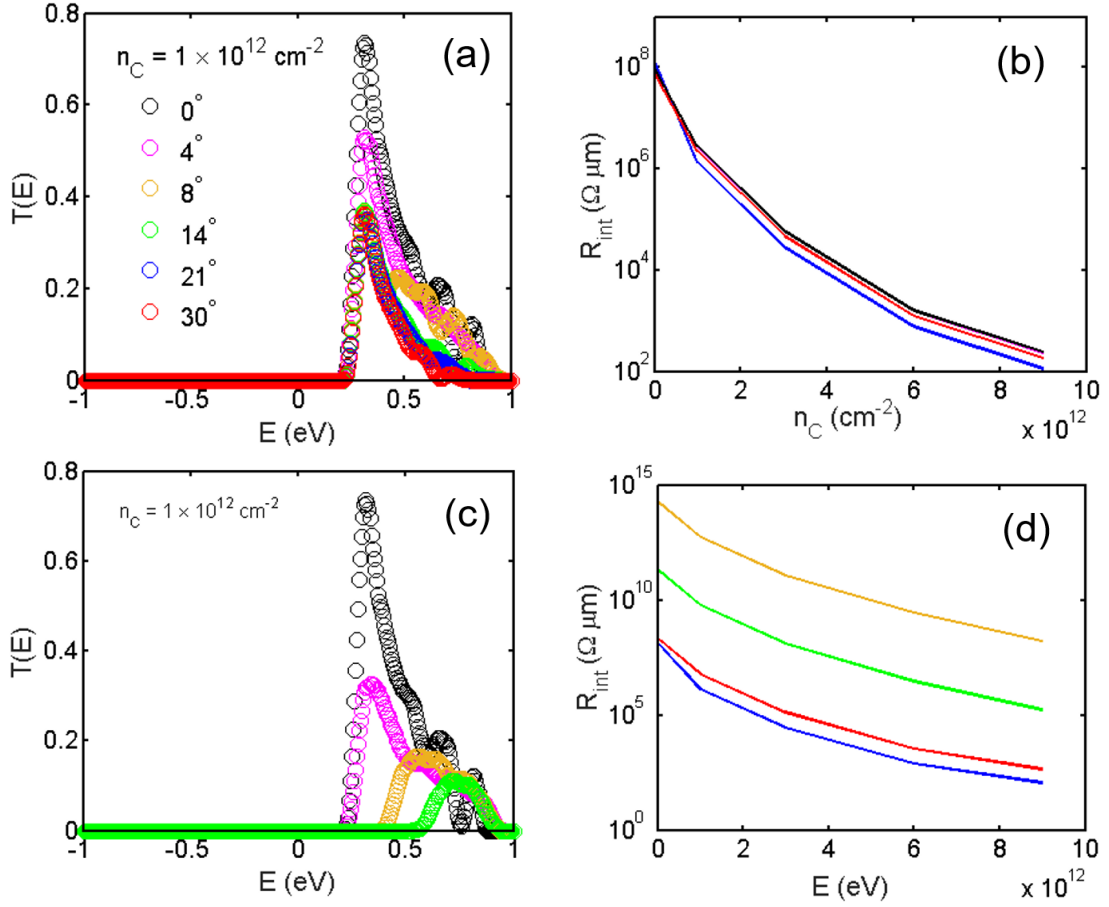 (a)
n_C = 1 × 10^12 cm^-2
0°
4°
8°
14°
21°
30°
T(E)
0.8
0.6
0.4
0.2
0
-1
-0.5
0
0.5
1
E (eV)
(b)
R_int (Ω μm)
10^8
10^6
10^4
10^2
0
2
4
6
8
10
n_C (cm^-2)
x 10^12
(c)
n_C = 1 × 10^12 cm^-2
T(E)
0.8
0.6
0.4
0.2
0
-1
-0.5
0
0.5
1
E (eV)
(d)
R_int (Ω μm)
10^15
10^10
10^5
10^0
0
2
4
6
8
10
E (eV)
x 10^12